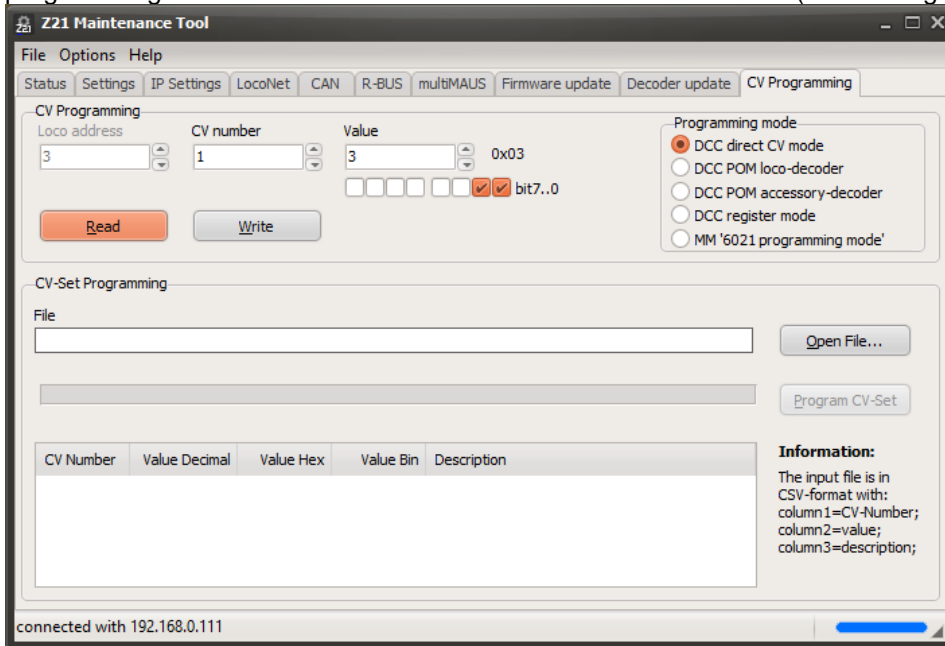 Z21 Maintenance Tool
File Options Help
Status Settings IP Settings LocoNet CAN R-BUS multiMAUS Firmware update Decoder update CV Programming
CV Programming
Loco address CV number Value
3 1 3 0x03
bit7..0
Read Write
Programming mode
DCC direct CV mode
DCC POM loco-decoder
DCC POM accessory-decoder
DCC register mode
MM '6021 programming mode'
CV-Set Programming
File
Open File...
Program CV-Set
CV Number Value Decimal Value Hex Value Bin Description
Information:
The input file is in
CSV-format with:
column1=CV-Number;
column2=value;
column3=description;
connected with 192.168.0.111